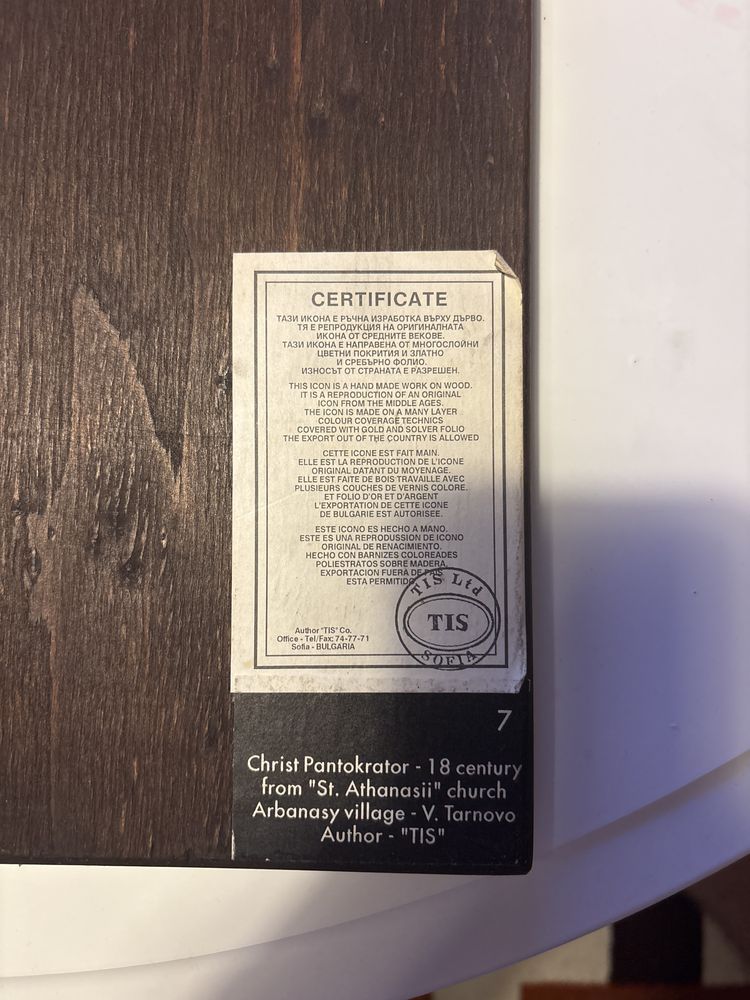 CERTIFICATE
ТАЗИ ИКОНА Е РЪЧНА ИЗРАБОТКА ВЪРХУ ДЪРВО.
ТЯ Е РЕПРОДУКЦИЯ НА ОРИГИНАЛНАТА
ИКОНА ОТ СРЕДНИТЕ ВЕКОВЕ.
ТАЗИ ИКОНА Е НАПРАВЕНА ОТ МНОГОСЛОЙНИ
ЦВЕТНИ ПОКРИТИЯ И ЗЛАТНО
И СРЕБЪРНО ФОЛИО.
ИЗНОСЪТ ОТ СТРАНАТА Е РАЗРЕШЕН.
THIS ICON IS A HAND MADE WORK ON WOOD.
IT IS A REPRODUCTION OF AN ORIGINAL
ICON FROM THE MIDDLE AGES.
THE ICON IS MADE ON A MANY LAYER
COLOUR COVERAGE TECHNICS
COVERED WITH GOLD AND SOLVER FOLIO
THE EXPORT OUT OF THE COUNTRY IS ALLOWED
CETTE ICONE EST FAIT MAIN.
ELLE EST LA REPRODUCTION DE L'ICONE
ORIGINAL DATANT DU MOYENAGE.
ELLE EST FAITE DE BOIS TRAVAILLE AVEC
PLUSIEURS COUCHES DE VERNIS COLORE.
ET FOLIO D'OR ET D'ARGENT
L'EXPORTATION DE CETTE ICONE
DE BULGARIE EST AUTORISEE.
ESTE ICONO ES HECHO A MANO.
ESTE ES UNA REPRODUSSION DE ICONO
ORIGINAL DE RENACIMIENTO.
HECHO CON BARNIZES COLOREADES
POLIESTRATOS SOBRE MADERA.
EXPORTACION FUERA DE PAIS
ESTA PERMITIDO
TIS Ltd
TIS
SOFIA
Author "TIS" Co.
Office - Tel/Fax: 74-77-71
Sofia - BULGARIA
7
Christ Pantokrator - 18 century
from "St. Athanasii" church
Arbanasy village - V. Tarnovo
Author - "TIS"